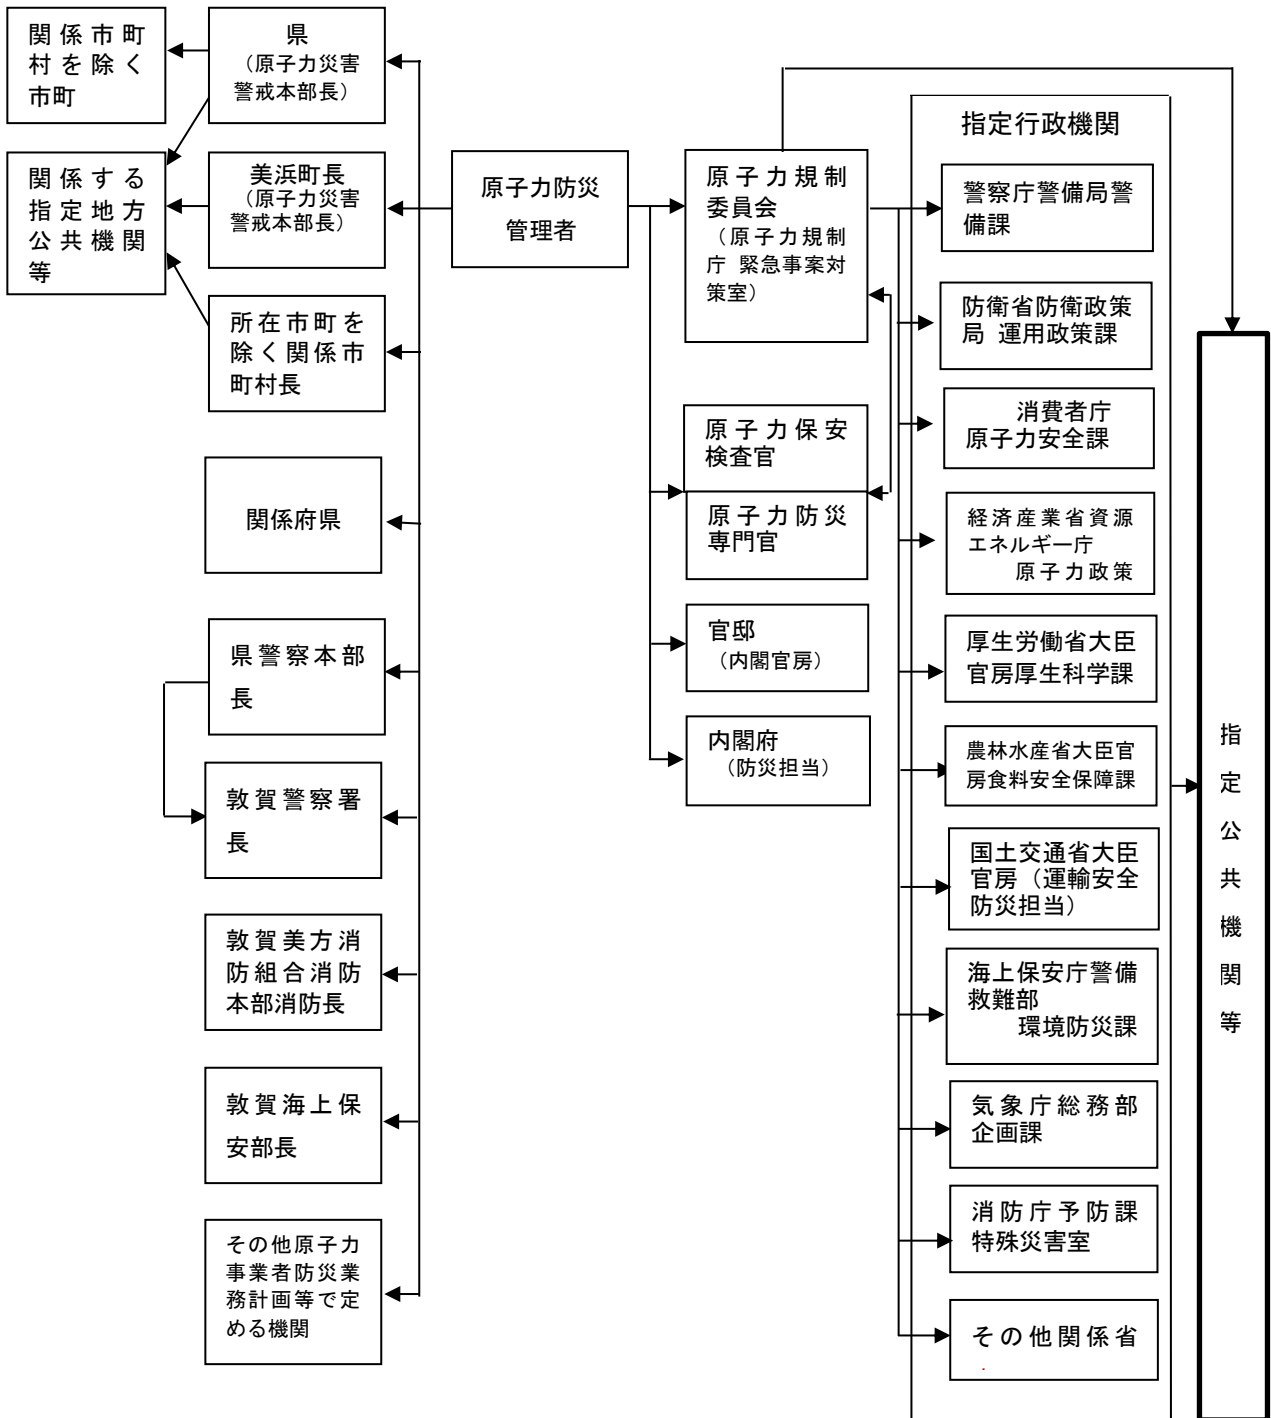 関係市町
村を除く
市町
県
（原子力災害
警戒本部長）
関係する
指定地方
公共機関
等
美浜町長
（原子力災害
警戒本部長）
所在市町を
除く関係市
町村長
関係府県
県警察本部
長
敦賀警察署
長
敦賀美方消
防組合消防
本部消防長
敦賀海上保
安部長
その他原子力
事業者防災業
務計画等で定
める機関
原子力防災
管理者
原子力規制
委員会
（原子力規制
庁 緊急事案対
策室）
原子力保安
検査官
原子力防災
専門官
官邸
（内閣官房）
内閣府
（防災担当）
指定行政機関
警察庁警備局警
備課
防衛省防衛政策
局 運用政策課
消費者庁
原子力安全課
経済産業省資源
エネルギー庁
原子力政策
厚生労働省大臣
官房厚生科学課
農林水産省大臣官
房食料安全保障課
国土交通省大臣
官房（運輸安全
防災担当）
海上保安庁警備
救難部
環境防災課
気象庁総務部
企画課
消防庁予防課
特殊災害室
その他関係省
指定公共機関等